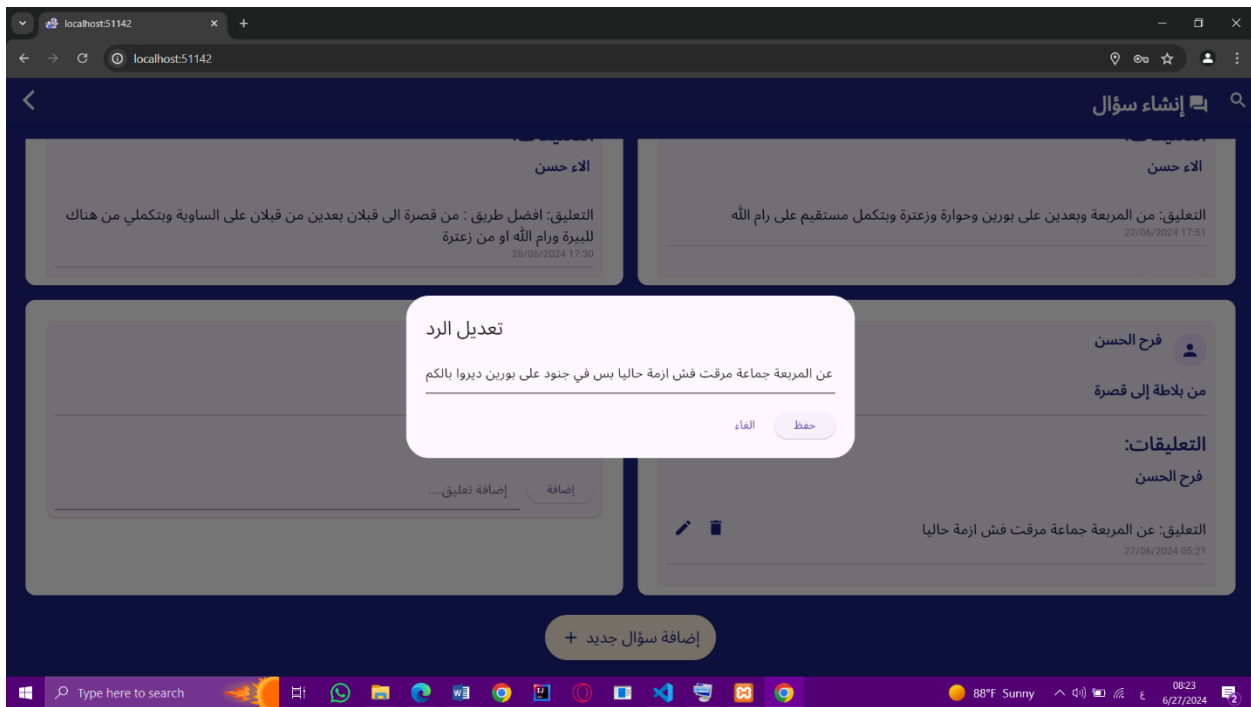 localhost:51142
localhost:51142
إنشاء سؤال
الاء حسن
التعليق: من المربعة وبعدين على بورين وحوارة وزعترة وبتكمل مستقيم على رام الله
22/06/2024 17:51
الاء حسن
التعليق: افضل طريق : من قصرة الى قبلان بعدين من قبلان على الساوية وبتكملي من هناك
للبيرة ورام الله او من زعترة
26/06/2024 17:30
تعديل الرد
عن المربعة جماعة مرقت فش ازمة حاليا بس في جنود على بورين ديروا بالكم
حفظ
الغاء
فرح الحسن
من بلاطة إلى قصرة
التعليقات:
فرح الحسن
التعليق: عن المربعة جماعة مرقت فش ازمة حاليا
27/06/2024 05:21
إضافة
إضافة تعليق....
إضافة سؤال جديد +
Type here to search
88°F Sunny
ع
08:23
6/27/2024
2